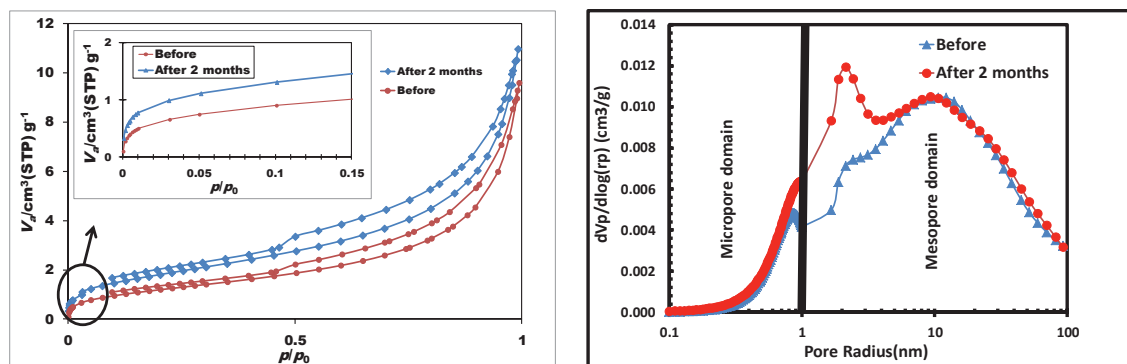 12
10
8
6
4
2
0
V_a/cm³(STP) g⁻¹
0
0.5
1
p/p₀
2
1
0
V_a/cm³(STP) g⁻¹
Before
After 2 months
0
0.05
0.1
0.15
p/p₀
After 2 months
Before
0.014
0.012
0.010
0.008
0.006
0.004
0.002
0.000
dVp/dlog(rp) (cm3/g)
Before
After 2 months
Micropore domain
Mesopore domain
0.1
1
10
100
Pore Radius(nm)